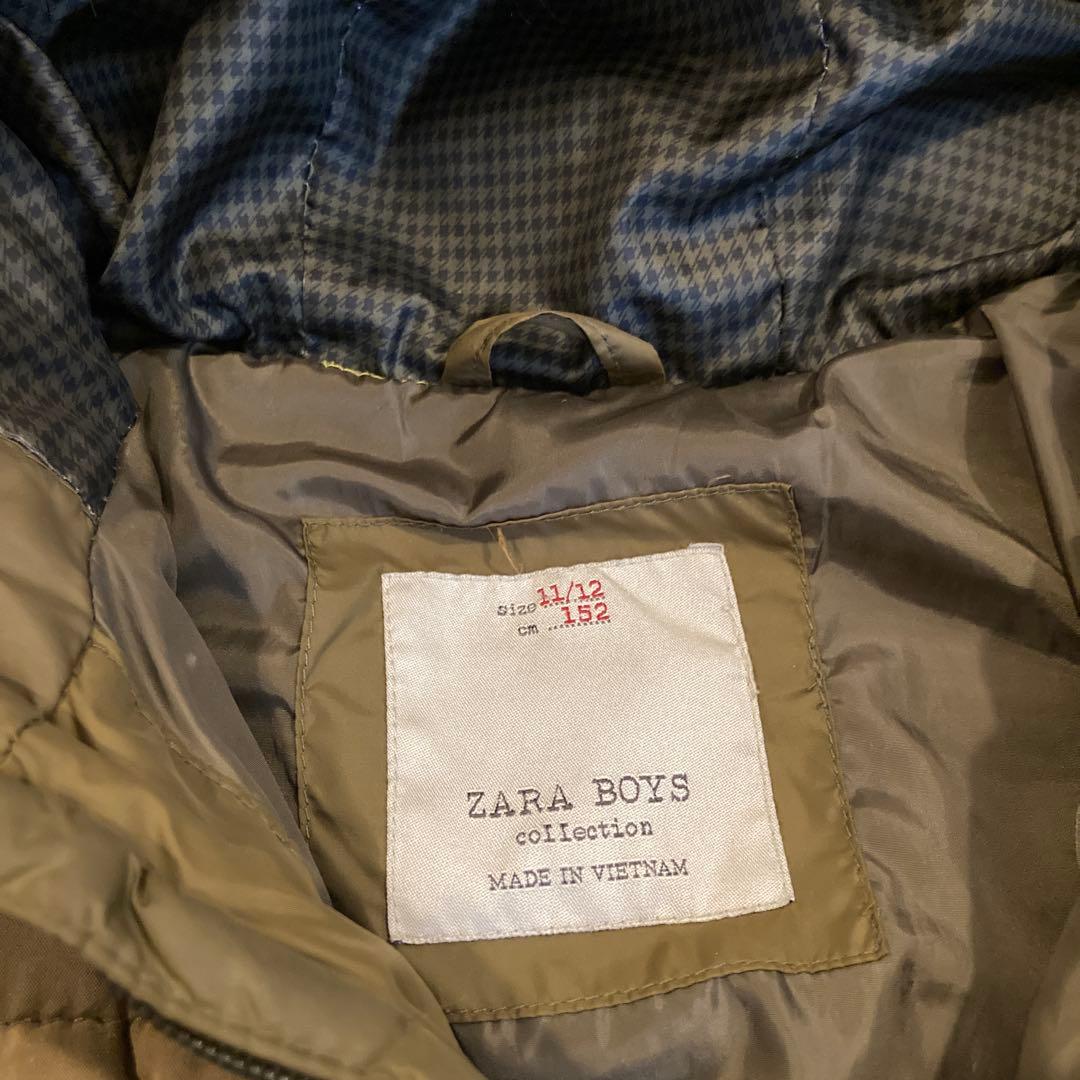 Size 11/12
cm 152
ZARA BOYS
collection
MADE IN VIETNAM